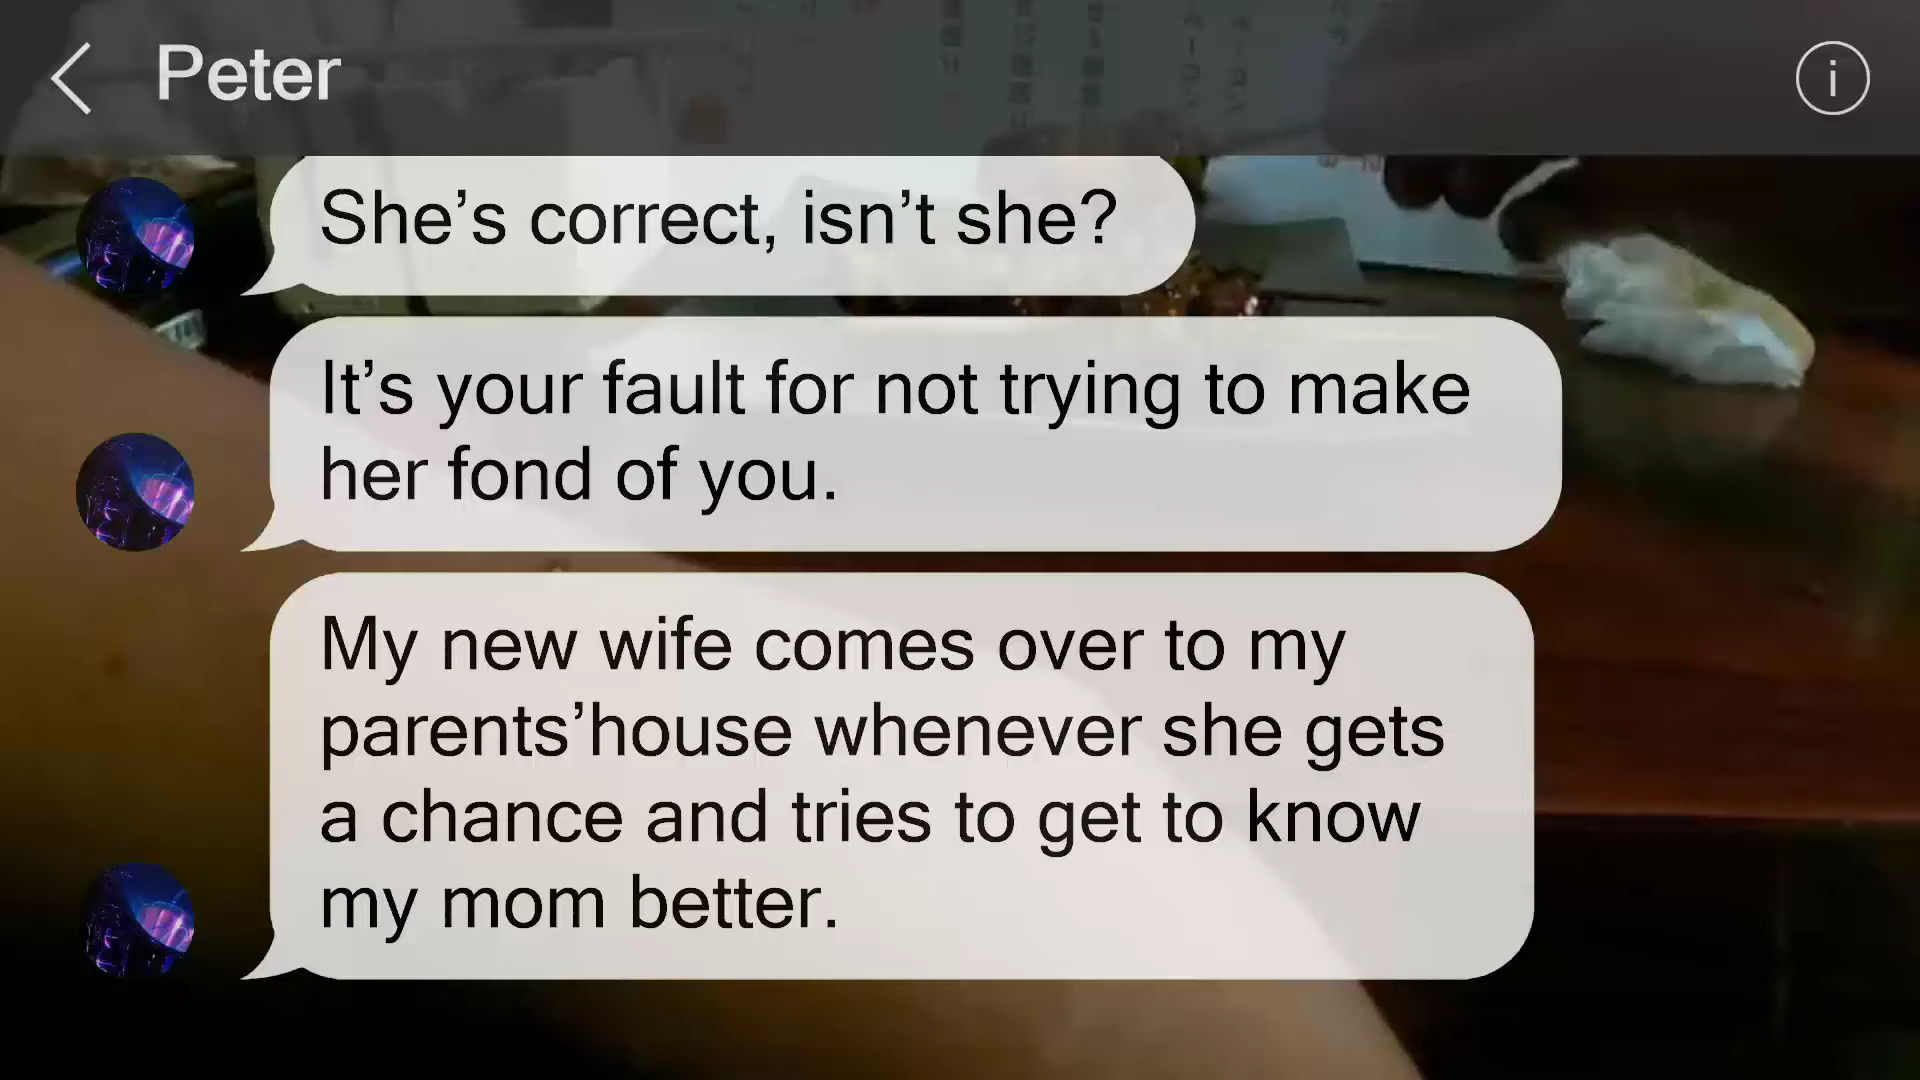 Peter
She’s correct, isn’t she?
It’s your fault for not trying to make
her fond of you.
My new wife comes over to my
parents’house whenever she gets
a chance and tries to get to know
my mom better.